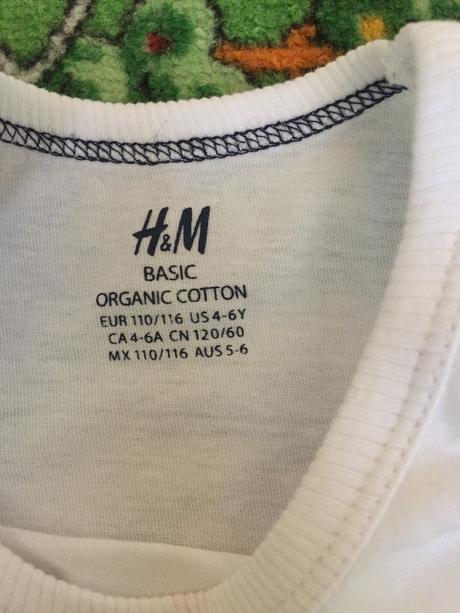 H&M
BASIC
ORGANIC COTTON
EUR 110/116 US 4-6Y
CA 4-6A CN 120/60
MX 110/116 AUS 5-6